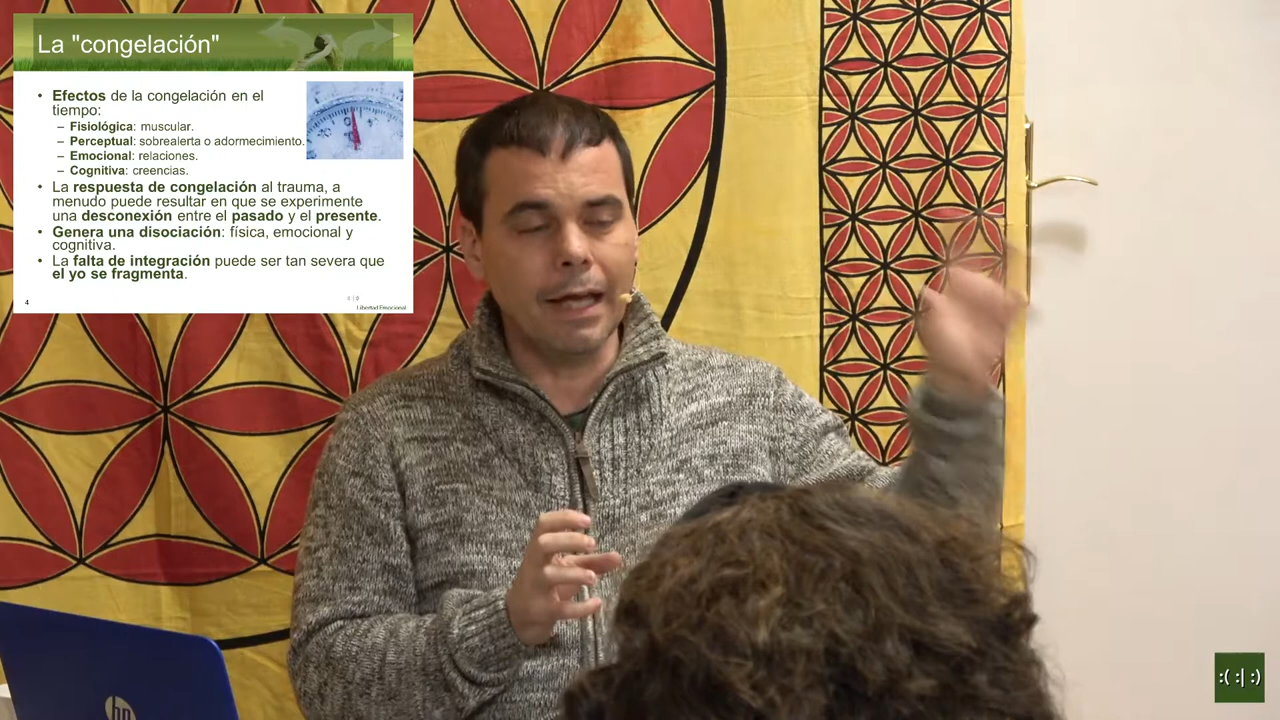 La "congelación"
• Efectos de la congelación en el
tiempo:
– Fisiológica: muscular.
– Perceptual: sobrealerta o adormecimiento.
– Emocional: relaciones.
– Cognitiva: creencias.
• La respuesta de congelación al trauma, a
menudo puede resultar en que se experimente
una desconexión entre el pasado y el presente.
• Genera una disociación: física, emocional y
cognitiva.
• La falta de integración puede ser tan severa que
el yo se fragmenta.
4
Libertad Emocional
hp
:( :| :)